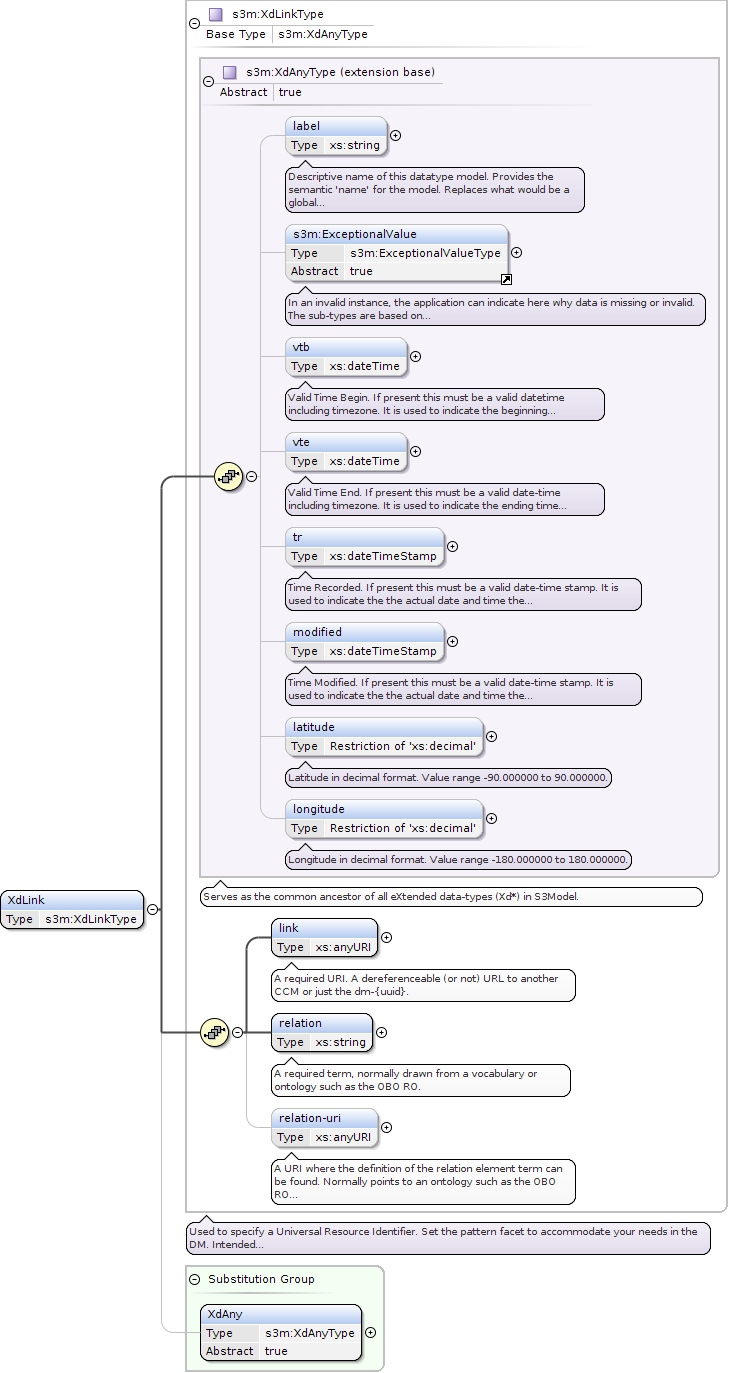 s3m:XdLinkType
Base Type s3m:XdAnyType
s3m:XdAnyType (extension base)
Abstract true
label
Type xs:string
Descriptive name of this datatype model. Provides the
semantic 'name' for the model. Replaces what would be a
global...
s3m:ExceptionalValue
Type s3m:ExceptionalValueType
Abstract true
In an invalid instance, the application can indicate here why data is missing or invalid.
The sub-types are based on...
vtb
Type xs:dateTime
Valid Time Begin. If present this must be a valid datetime
including timezone. It is used to indicate the beginning...
vte
Type xs:dateTime
Valid Time End. If present this must be a valid date-time
including timezone. It is used to indicate the ending time...
tr
Type xs:dateTimeStamp
Time Recorded. If present this must be a valid date-time stamp. It is
used to indicate the the actual date and time the...
modified
Type xs:dateTimeStamp
Time Modified. If present this must be a valid date-time stamp. It is
used to indicate the the actual date and time the...
latitude
Type Restriction of 'xs:decimal'
Latitude in decimal format. Value range -90.000000 to 90.000000.
longitude
Type Restriction of 'xs:decimal'
Longitude in decimal format. Value range -180.000000 to 180.000000.
Serves as the common ancestor of all eXtended data-types (Xd*) in S3Model.
XdLink
Type s3m:XdLinkType
link
Type xs:anyURI
A required URI. A dereferenceable (or not) URL to another
CCM or just the dm-{uuid}.
relation
Type xs:string
A required term, normally drawn from a vocabulary or
ontology such as the OBO RO.
relation-uri
Type xs:anyURI
A URI where the definition of the relation element term can
be found. Normally points to an ontology such as the OBO
RO...
Used to specify a Universal Resource Identifier. Set the pattern facet to accommodate your needs in the
DM. Intended...
Substitution Group
XdAny
Type s3m:XdAnyType
Abstract true